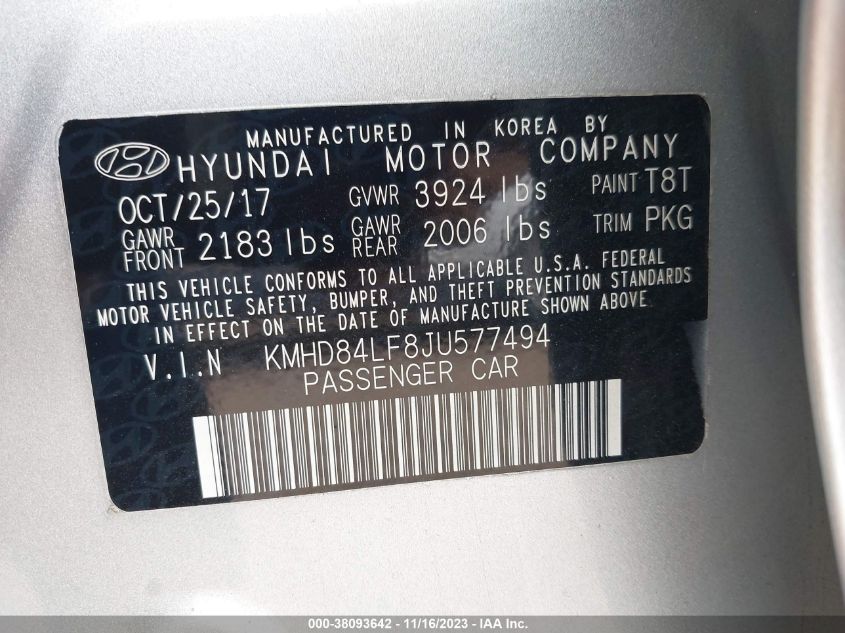 MANUFACTURED IN KOREA BY
HYUNDAI MOTOR COMPANY
OCT/25/17 GVWR 3924 lbs PAINT T8T
GAWR FRONT 2183 lbs GAWR REAR 2006 lbs TRIM PKG
THIS VEHICLE CONFORMS TO ALL APPLICABLE U.S.A. FEDERAL
MOTOR VEHICLE SAFETY, BUMPER, AND THEFT PREVENTION STANDARDS
IN EFFECT ON THE DATE OF MANUFACTURE SHOWN ABOVE.
V.I.N KMHD84LF8JU577494
PASSENGER CAR
000-38093642 - 11/16/2023 - IAA Inc.